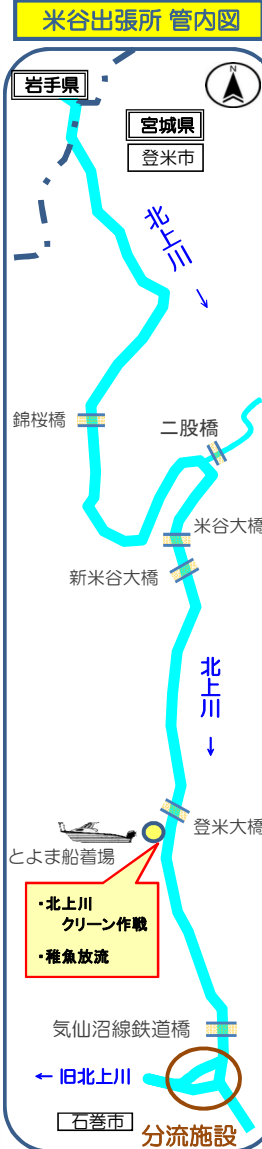 米谷出張所 管内図
岩手県
N
宮城県
登米市
北上川
→
錦桜橋
二股橋
米谷大橋
新米谷大橋
北上川
→
登米大橋
とよま船着場
・北上川
クリーン作戦
・稚魚放流
気仙沼線鉄道橋
← 旧北上川
石巻市
分流施設